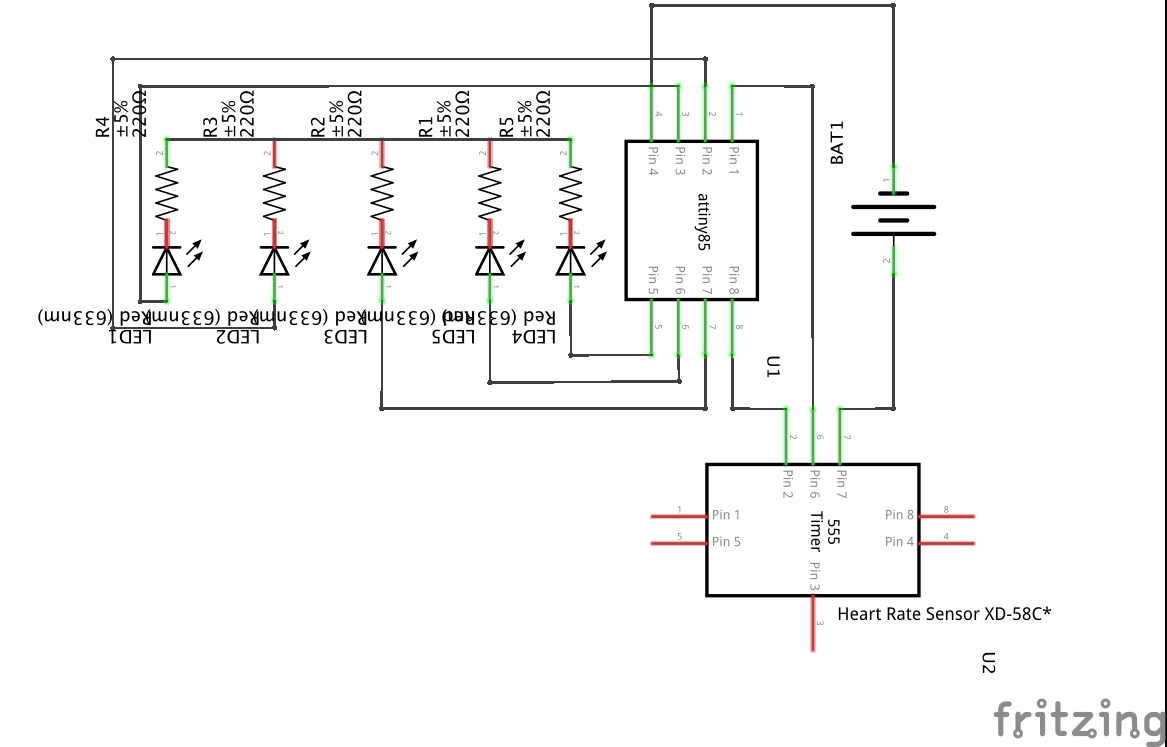 R4
±5%
220Ω
R3
±5%
220Ω
R2
±5%
220Ω
R1
±5%
220Ω
R5
±5%
220Ω
2
2
2
2
2
1
2
1
2
1
2
1
2
1
2
1
1
1
1
1
Red (633nm)
LED1
Red (633nm)
LED2
Red (633nm)
LED3
Red (633nm)
LED5
Red (633nm)
LED4
4
3
2
1
Pin 4
Pin 3
Pin 2
Pin 1
attiny85
Pin 5
Pin 6
Pin 7
Pin 8
5
6
7
8
U1
BAT1
1
2
2
6
7
Pin 2
Pin 6
Pin 7
1
Pin 1
5
Pin 5
555
Timer
Pin 8
8
Pin 4
4
Pin 3
3
Heart Rate Sensor XD-58C*
U2
fritzing